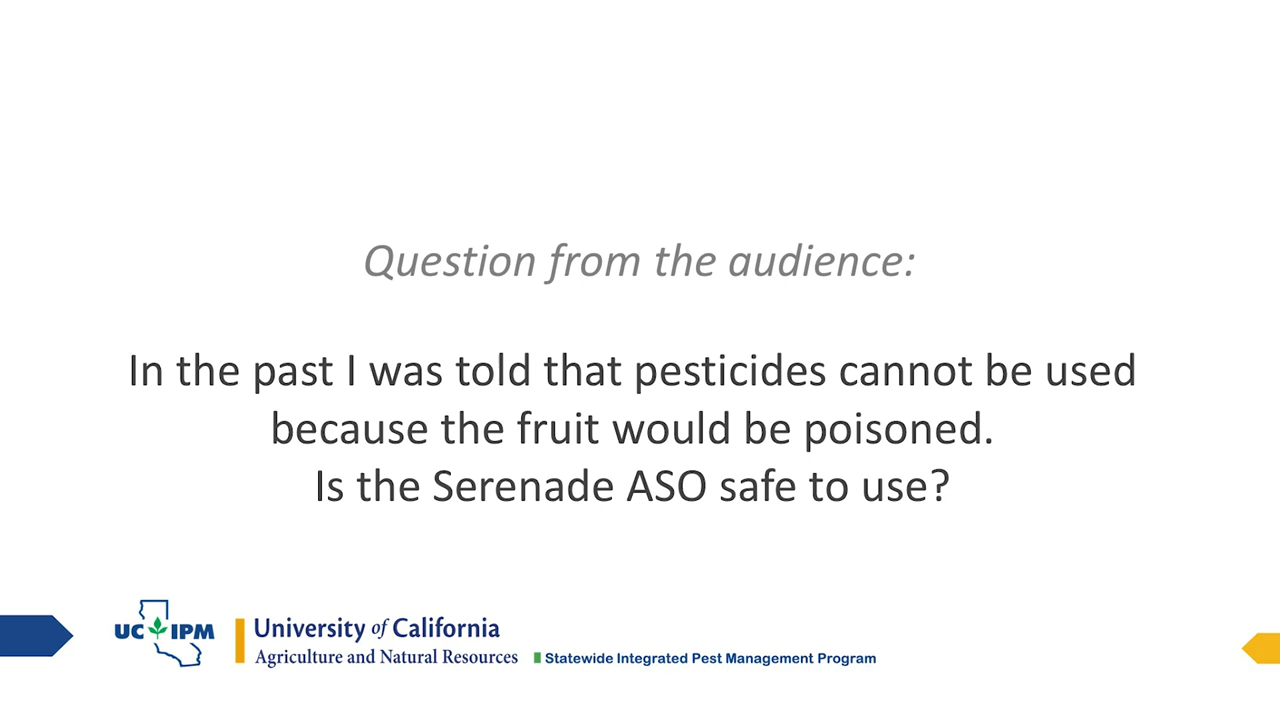 Question from the audience:
In the past I was told that pesticides cannot be used
because the fruit would be poisoned.
Is the Serenade ASO safe to use?
UC IPM
University of California
Agriculture and Natural Resources
Statewide Integrated Pest Management Program